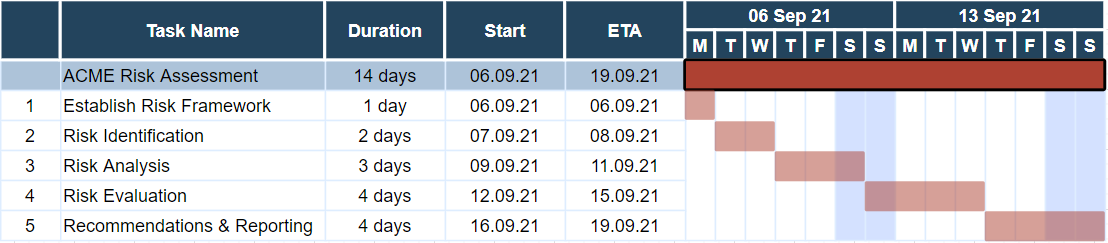 Task Name Duration Start ETA 06 Sep 21 13 Sep 21
M T W T F S S M T W T F S S
ACME Risk Assessment 14 days 06.09.21 19.09.21
1 Establish Risk Framework 1 day 06.09.21 06.09.21
2 Risk Identification 2 days 07.09.21 08.09.21
3 Risk Analysis 3 days 09.09.21 11.09.21
4 Risk Evaluation 4 days 12.09.21 15.09.21
5 Recommendations & Reporting 4 days 16.09.21 19.09.21